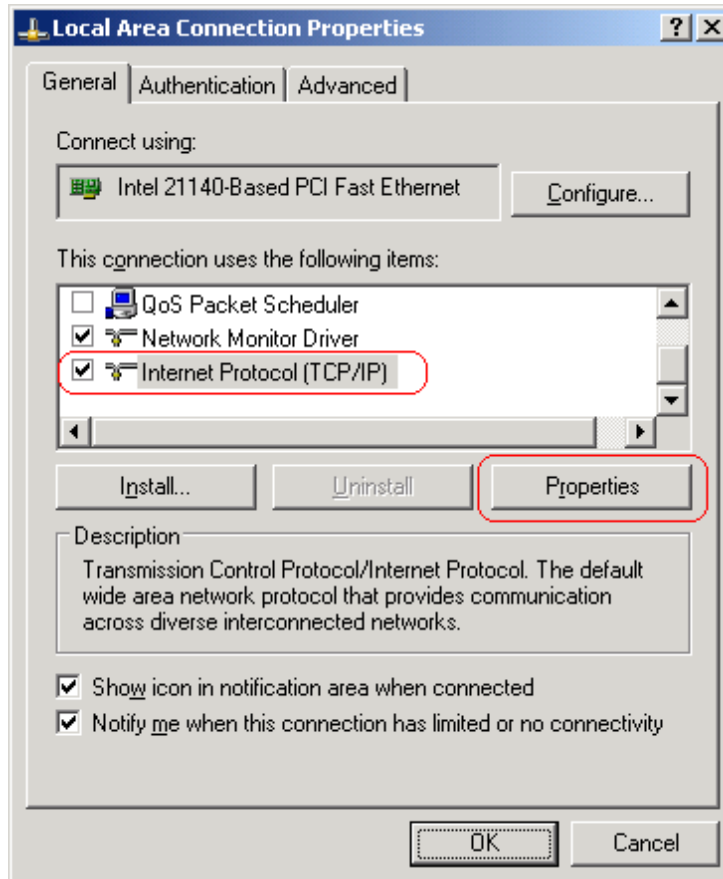 Local Area Connection Properties
General Authentication Advanced
Connect using:
Intel 21140-Based PCI Fast Ethernet
Configure...
This connection uses the following items:
QoS Packet Scheduler
Network Monitor Driver
Internet Protocol (TCP/IP)
Install... Uninstall Properties
Description
Transmission Control Protocol/Internet Protocol. The default
wide area network protocol that provides communication
across diverse interconnected networks.
Show icon in notification area when connected
Notify me when this connection has limited or no connectivity
OK Cancel